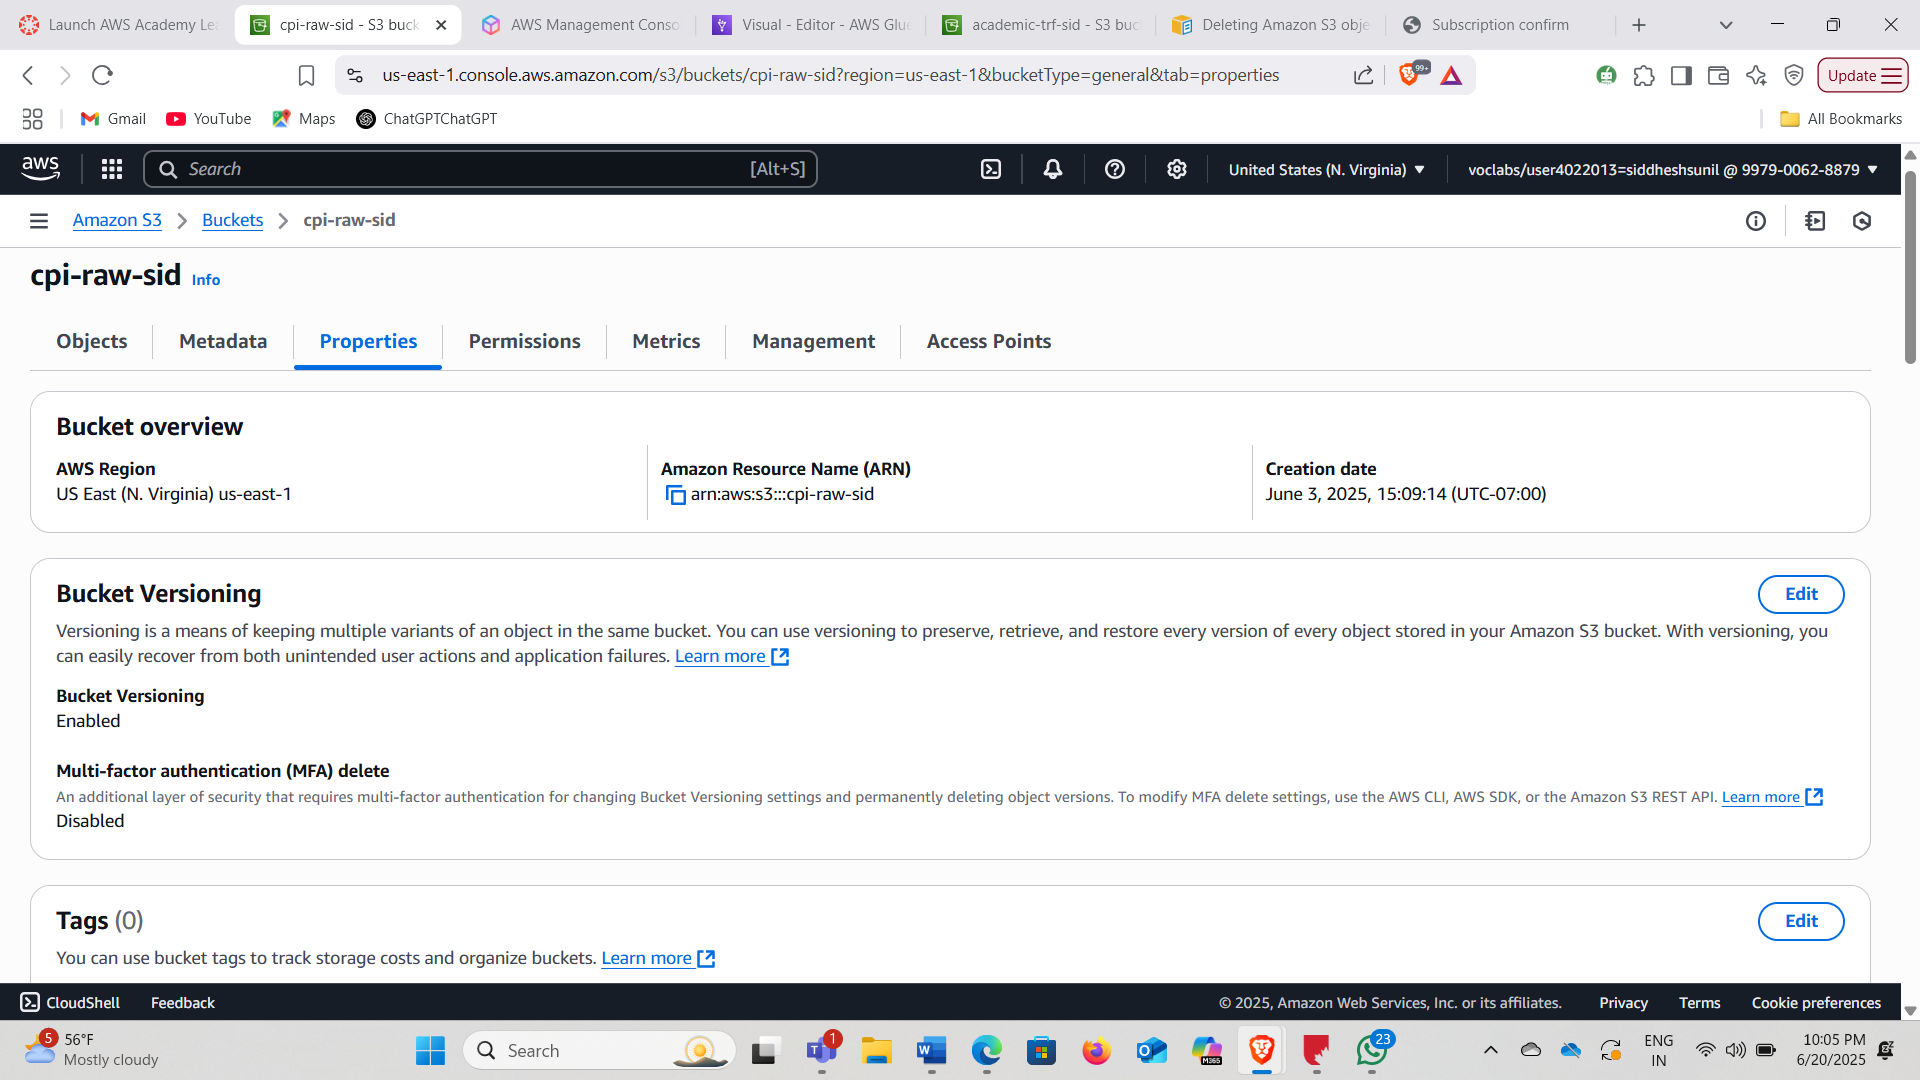 Launch AWS Academy Lea
cpi-raw-sid - S3 buck
AWS Management Conso
Visual - Editor - AWS Glue
academic-trf-sid - S3 buc
Deleting Amazon S3 obje
Subscription confirm
us-east-1.console.aws.amazon.com/s3/buckets/cpi-raw-sid?region=us-east-1&bucketType=general&tab=properties
99+
Update
Gmail
YouTube
Maps
ChatGPTChatGPT
All Bookmarks
aws
Search
[Alt+S]
United States (N. Virginia)
voclabs/user4022013=siddheshsunil @ 9979-0062-8879
Amazon S3
Buckets
cpi-raw-sid
cpi-raw-sid Info
Objects
Metadata
Properties
Permissions
Metrics
Management
Access Points
Bucket overview
AWS Region
US East (N. Virginia) us-east-1
Amazon Resource Name (ARN)
arn:aws:s3:::cpi-raw-sid
Creation date
June 3, 2025, 15:09:14 (UTC-07:00)
Bucket Versioning
Edit
Versioning is a means of keeping multiple variants of an object in the same bucket. You can use versioning to preserve, retrieve, and restore every version of every object stored in your Amazon S3 bucket. With versioning, you
can easily recover from both unintended user actions and application failures. Learn more
Bucket Versioning
Enabled
Multi-factor authentication (MFA) delete
An additional layer of security that requires multi-factor authentication for changing Bucket Versioning settings and permanently deleting object versions. To modify MFA delete settings, use the AWS CLI, AWS SDK, or the Amazon S3 REST API. Learn more
Disabled
Tags (0)
Edit
You can use bucket tags to track storage costs and organize buckets. Learn more
CloudShell
Feedback
© 2025, Amazon Web Services, Inc. or its affiliates.
Privacy
Terms
Cookie preferences
5
56°F
Mostly cloudy
Search
1
M365
23
ENG
IN
10:05 PM
6/20/2025